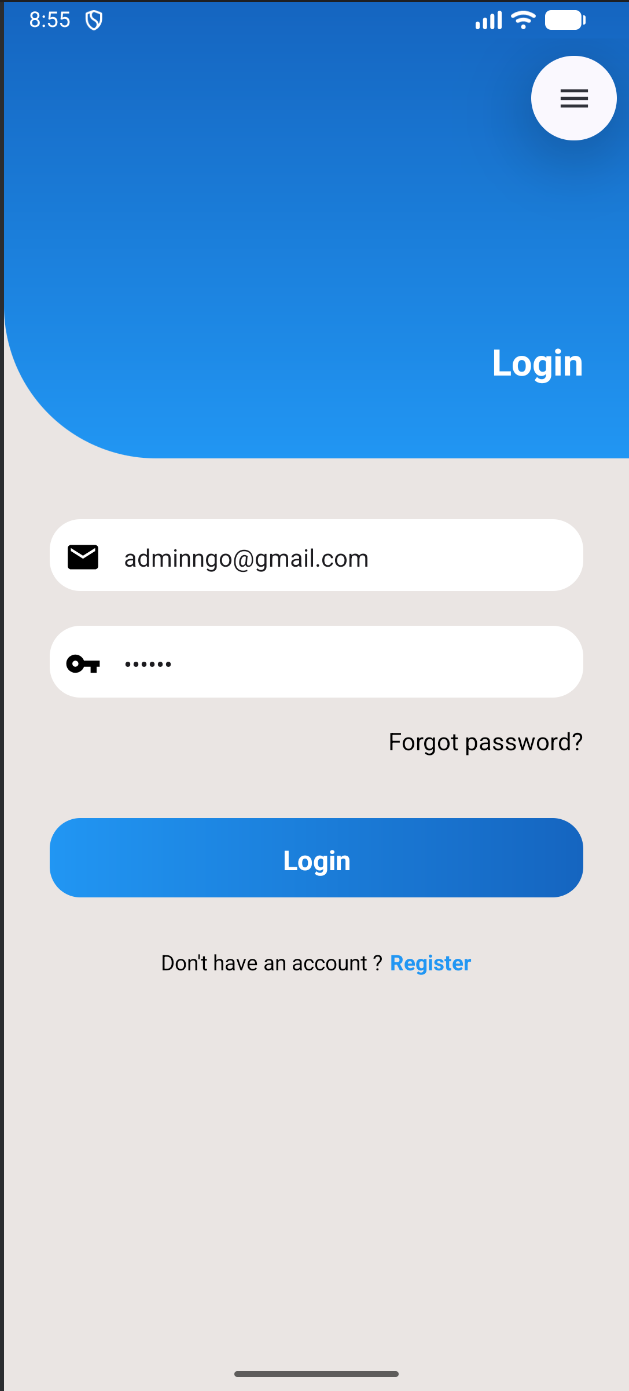 8:55
Login
adminngo@gmail.com
••••••
Forgot password?
Login
Don't have an account ? Register